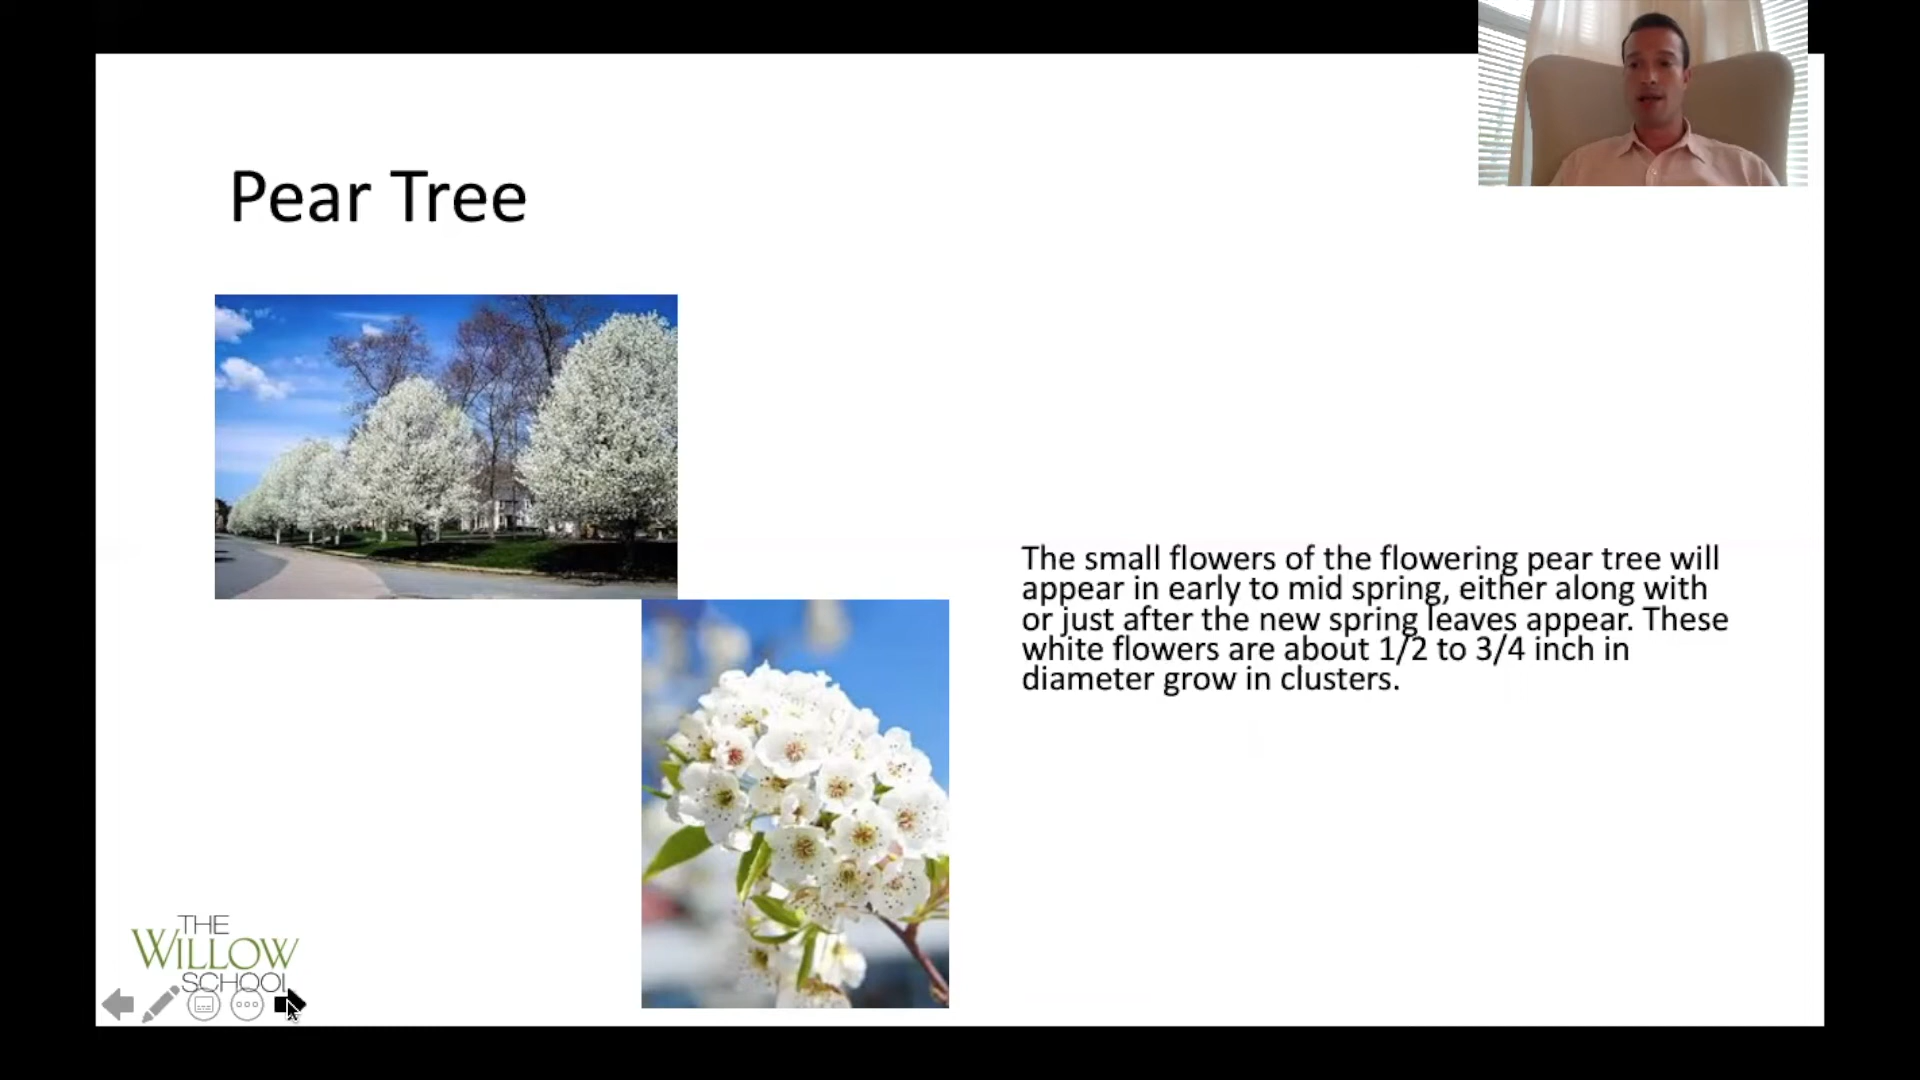 Pear Tree
The small flowers of the flowering pear tree will
appear in early to mid spring, either along with
or just after the new spring leaves appear. These
white flowers are about 1/2 to 3/4 inch in
diameter grow in clusters.
THE
WILLOW
SCHOOL